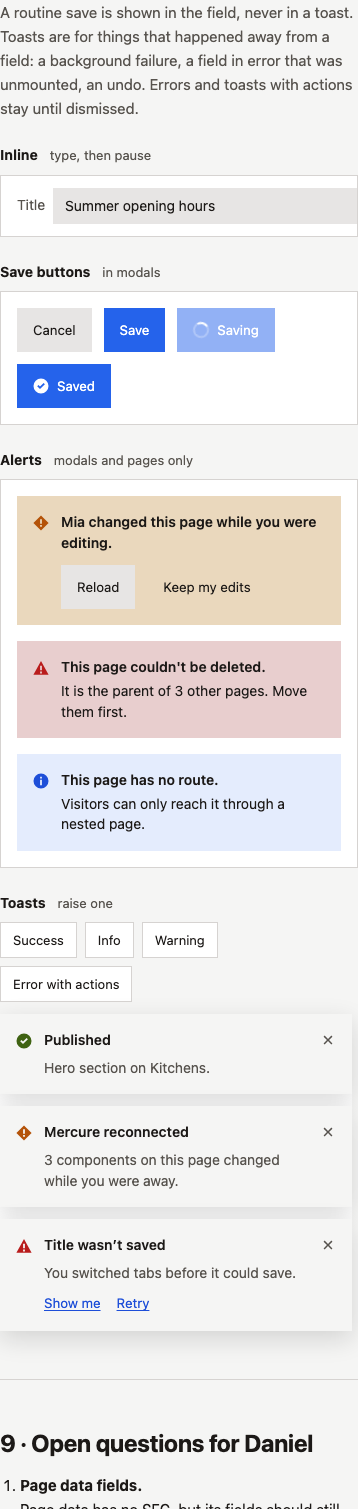 A routine save is shown in the field, never in a toast.
Toasts are for things that happened away from a
field: a background failure, a field in error that was
unmounted, an undo. Errors and toasts with actions
stay until dismissed.
Inline type, then pause
Title Summer opening hours
Save buttons in modals
Cancel Save Saving
Saved
Alerts modals and pages only
Mia changed this page while you were
editing.
Reload Keep my edits
This page couldn't be deleted.
It is the parent of 3 other pages. Move
them first.
This page has no route.
Visitors can only reach it through a
nested page.
Toasts raise one
Success Info Warning
Error with actions
Published
Hero section on Kitchens.
Mercure reconnected
3 components on this page changed
while you were away.
Title wasn’t saved
You switched tabs before it could save.
Show me Retry
9 · Open questions for Daniel
1. Page data fields.